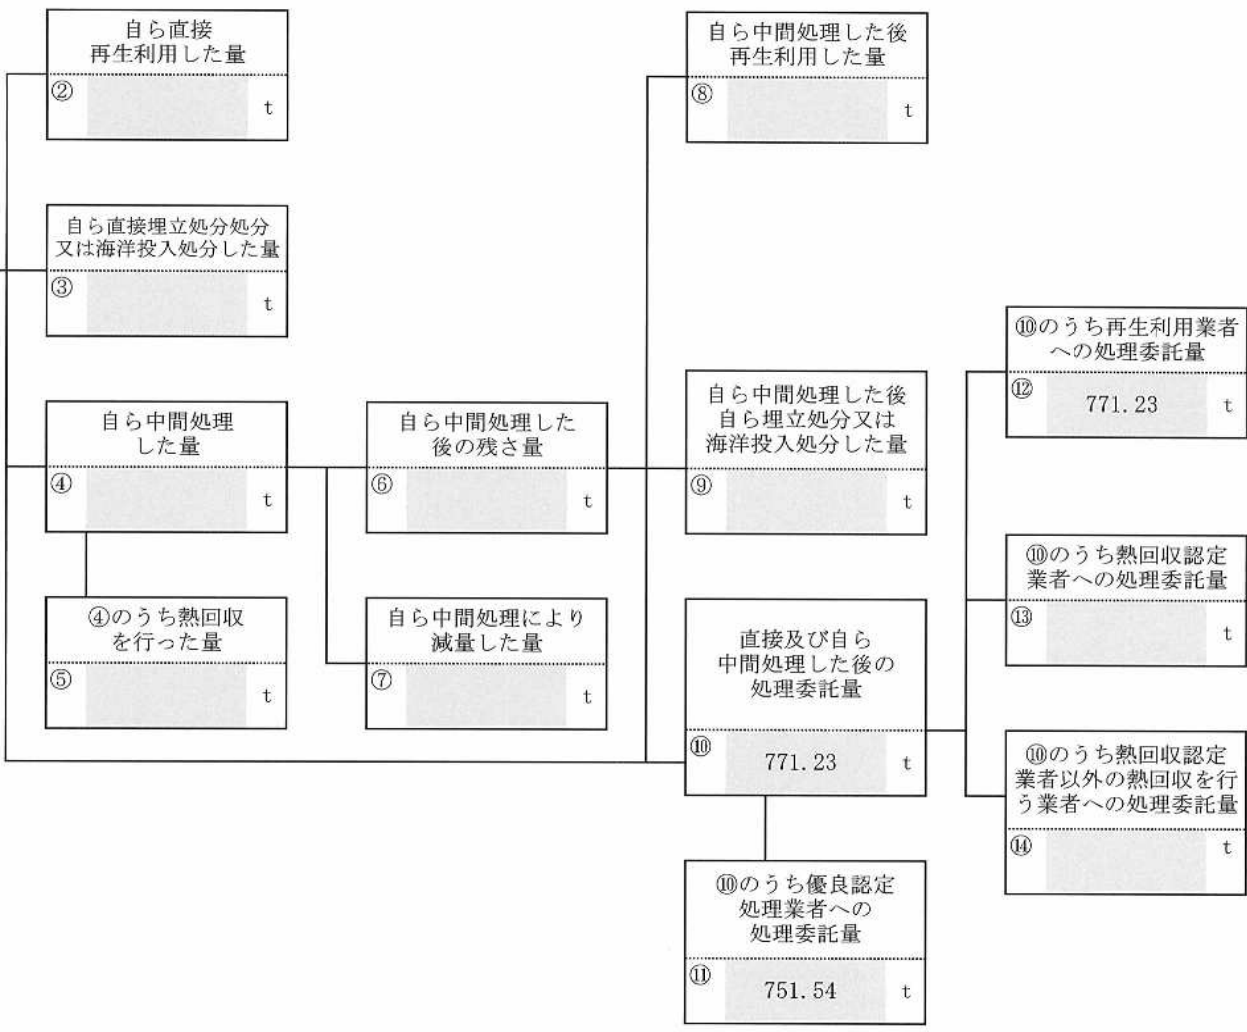 自ら直接
再生利用した量
②
t
自ら中間処理した後
再生利用した量
⑧
t
自ら直接埋立処分処分
又は海洋投入処分した量
③
t
⑩のうち再生利用業者
への処理委託量
⑫
771.23
t
自ら中間処理
した量
④
t
自ら中間処理した
後の残さ量
⑥
t
自ら中間処理した後
自ら埋立処分又は
海洋投入処分した量
⑨
t
⑩のうち熱回収認定
業者への処理委託量
⑬
t
④のうち熱回収
を行った量
⑤
t
自ら中間処理により
減量した量
⑦
t
直接及び自ら
中間処理した後の
処理委託量
⑩
771.23
t
⑩のうち熱回収認定
業者以外の熱回収を行
う業者への処理委託量
⑭
t
⑩のうち優良認定
処理業者への
処理委託量
⑪
751.54
t